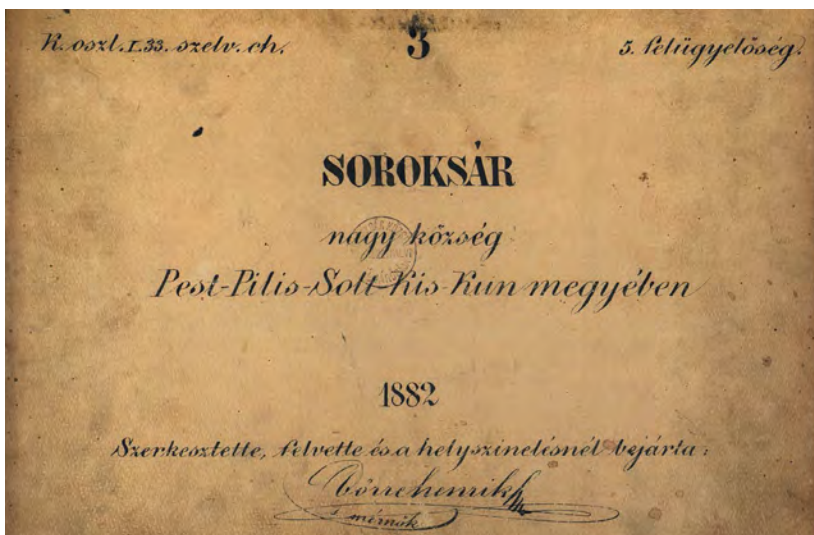 K. oszl. I. 33. szelv. ch.
3
5. felügyelőség.
SOROKSÁR
nagy község
Pest-Pilis-Solt-Kis-Kun megyében
1882
Szerkesztette, felvette és a helyszinelésnél bejárta:
mérnök